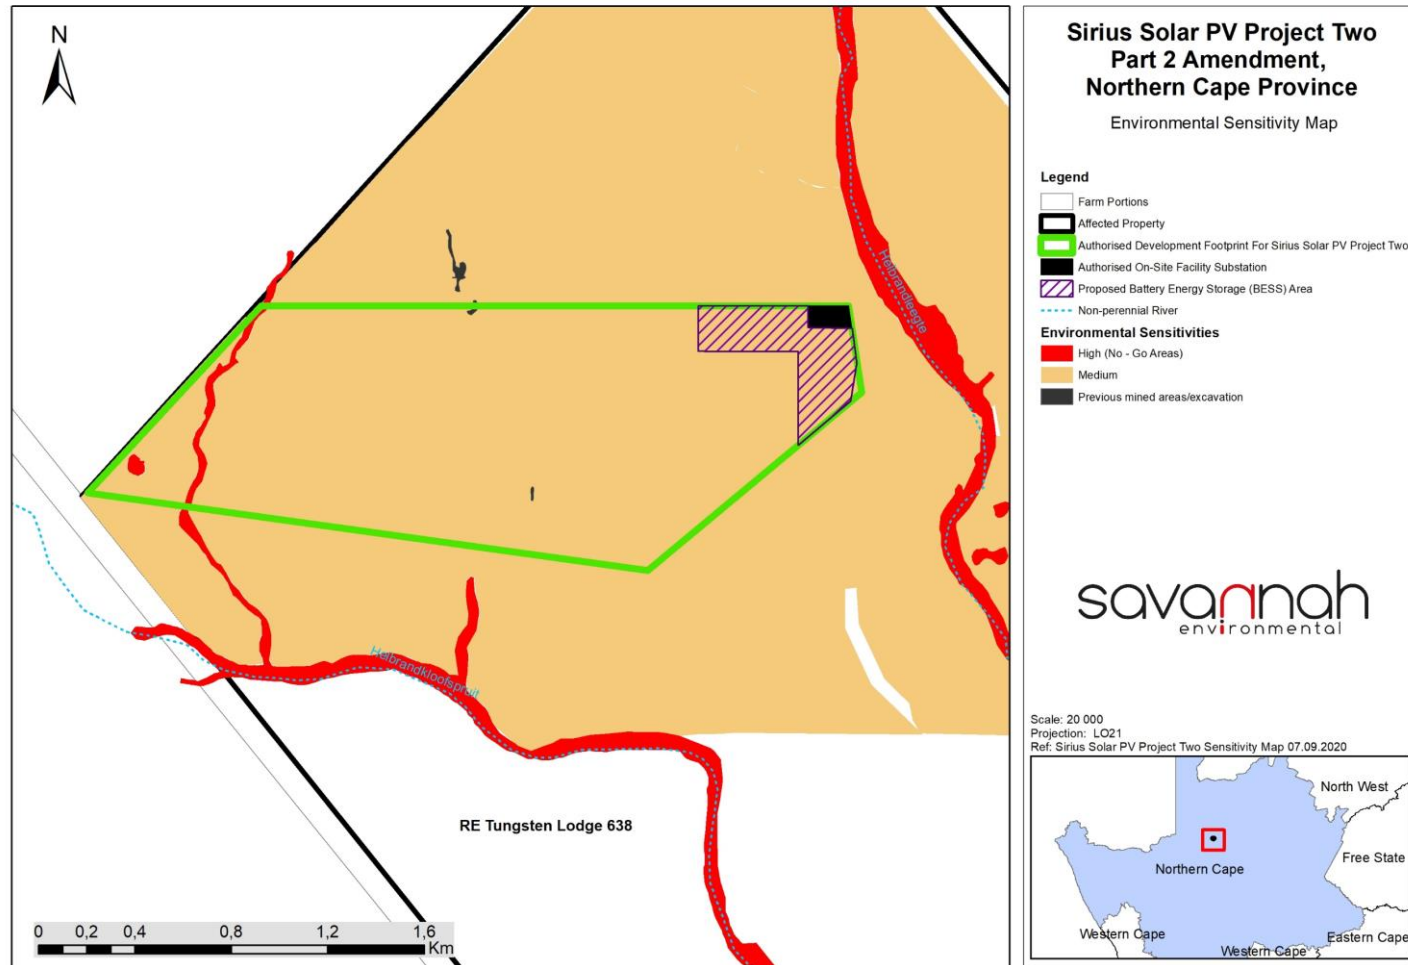 N
Helbrandleegte
Helbrandkloofspruit
RE Tungsten Lodge 638
0 0,2 0,4 0,8 1,2 1,6
Km
Sirius Solar PV Project Two
Part 2 Amendment,
Northern Cape Province
Environmental Sensitivity Map
Legend
Farm Portions
Affected Property
Authorised Development Footprint For Sirius Solar PV Project Two
Authorised On-Site Facility Substation
Proposed Battery Energy Storage (BESS) Area
Non-perennial River
Environmental Sensitivities
High (No - Go Areas)
Medium
Previous mined areas/excavation
savannah
environmental
Scale: 20 000
Projection: LO21
Ref: Sirius Solar PV Project Two Sensitivity Map 07.09.2020
North West
Free State
Northern Cape
Western Cape
Eastern Cape
Western Cape